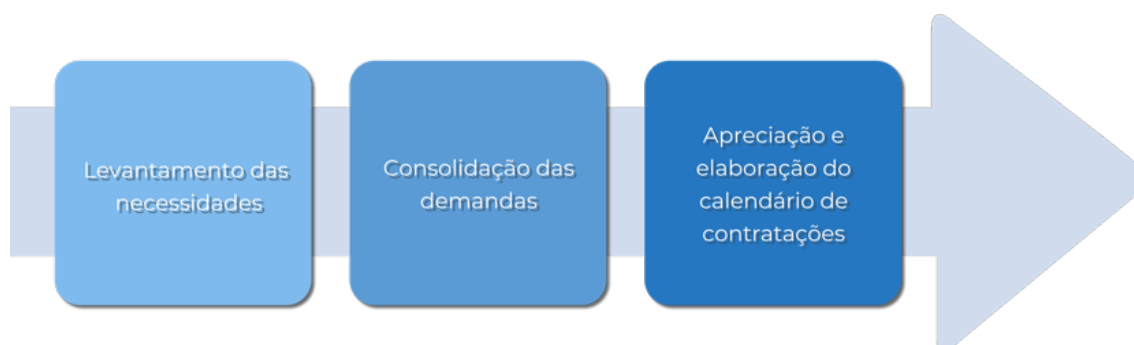 Levantamento das
necessidades
Consolidação das
demandas
Apreciação e
elaboração do
calendário de
contratações